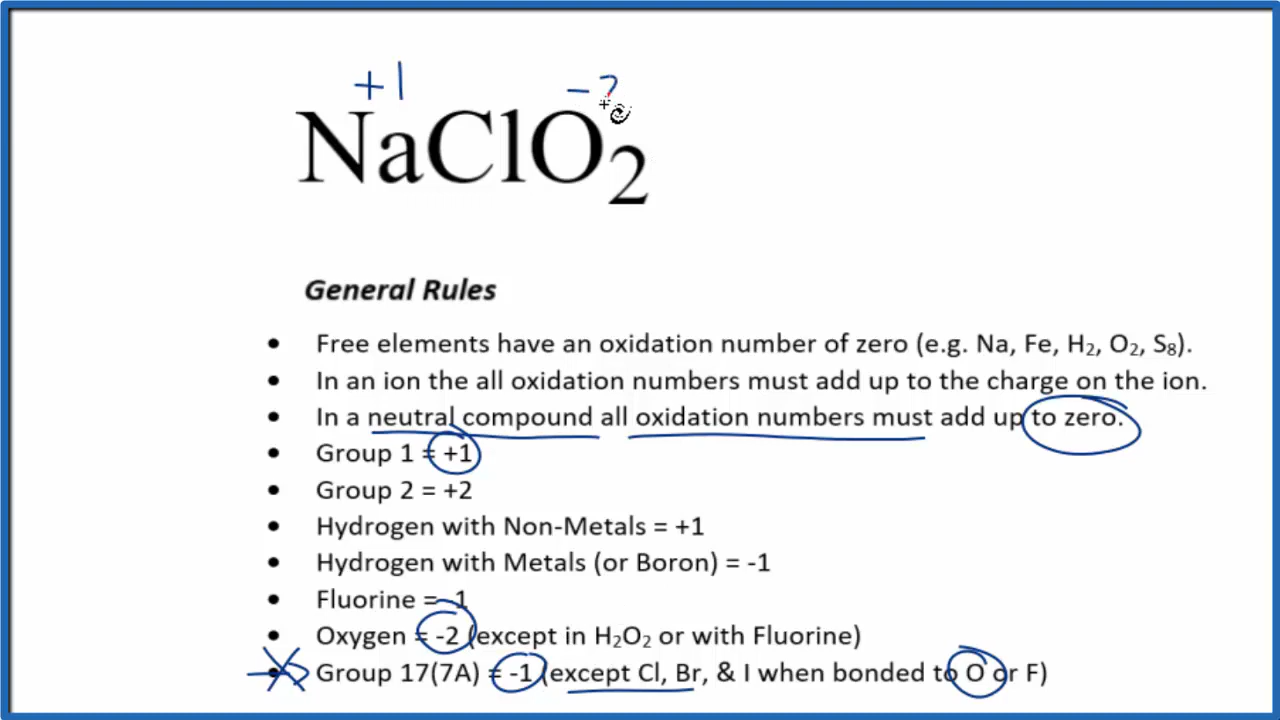 +1 -2
NaClO₂
General Rules
• Free elements have an oxidation number of zero (e.g. Na, Fe, H₂, O₂, S₈).
• In an ion the all oxidation numbers must add up to the charge on the ion.
• In a neutral compound all oxidation numbers must add up to zero.
• Group 1 = +1
• Group 2 = +2
• Hydrogen with Non-Metals = +1
• Hydrogen with Metals (or Boron) = -1
• Fluorine = -1
• Oxygen = -2 (except in H₂O₂ or with Fluorine)
• Group 17(7A) = -1 (except Cl, Br, & I when bonded to O or F)